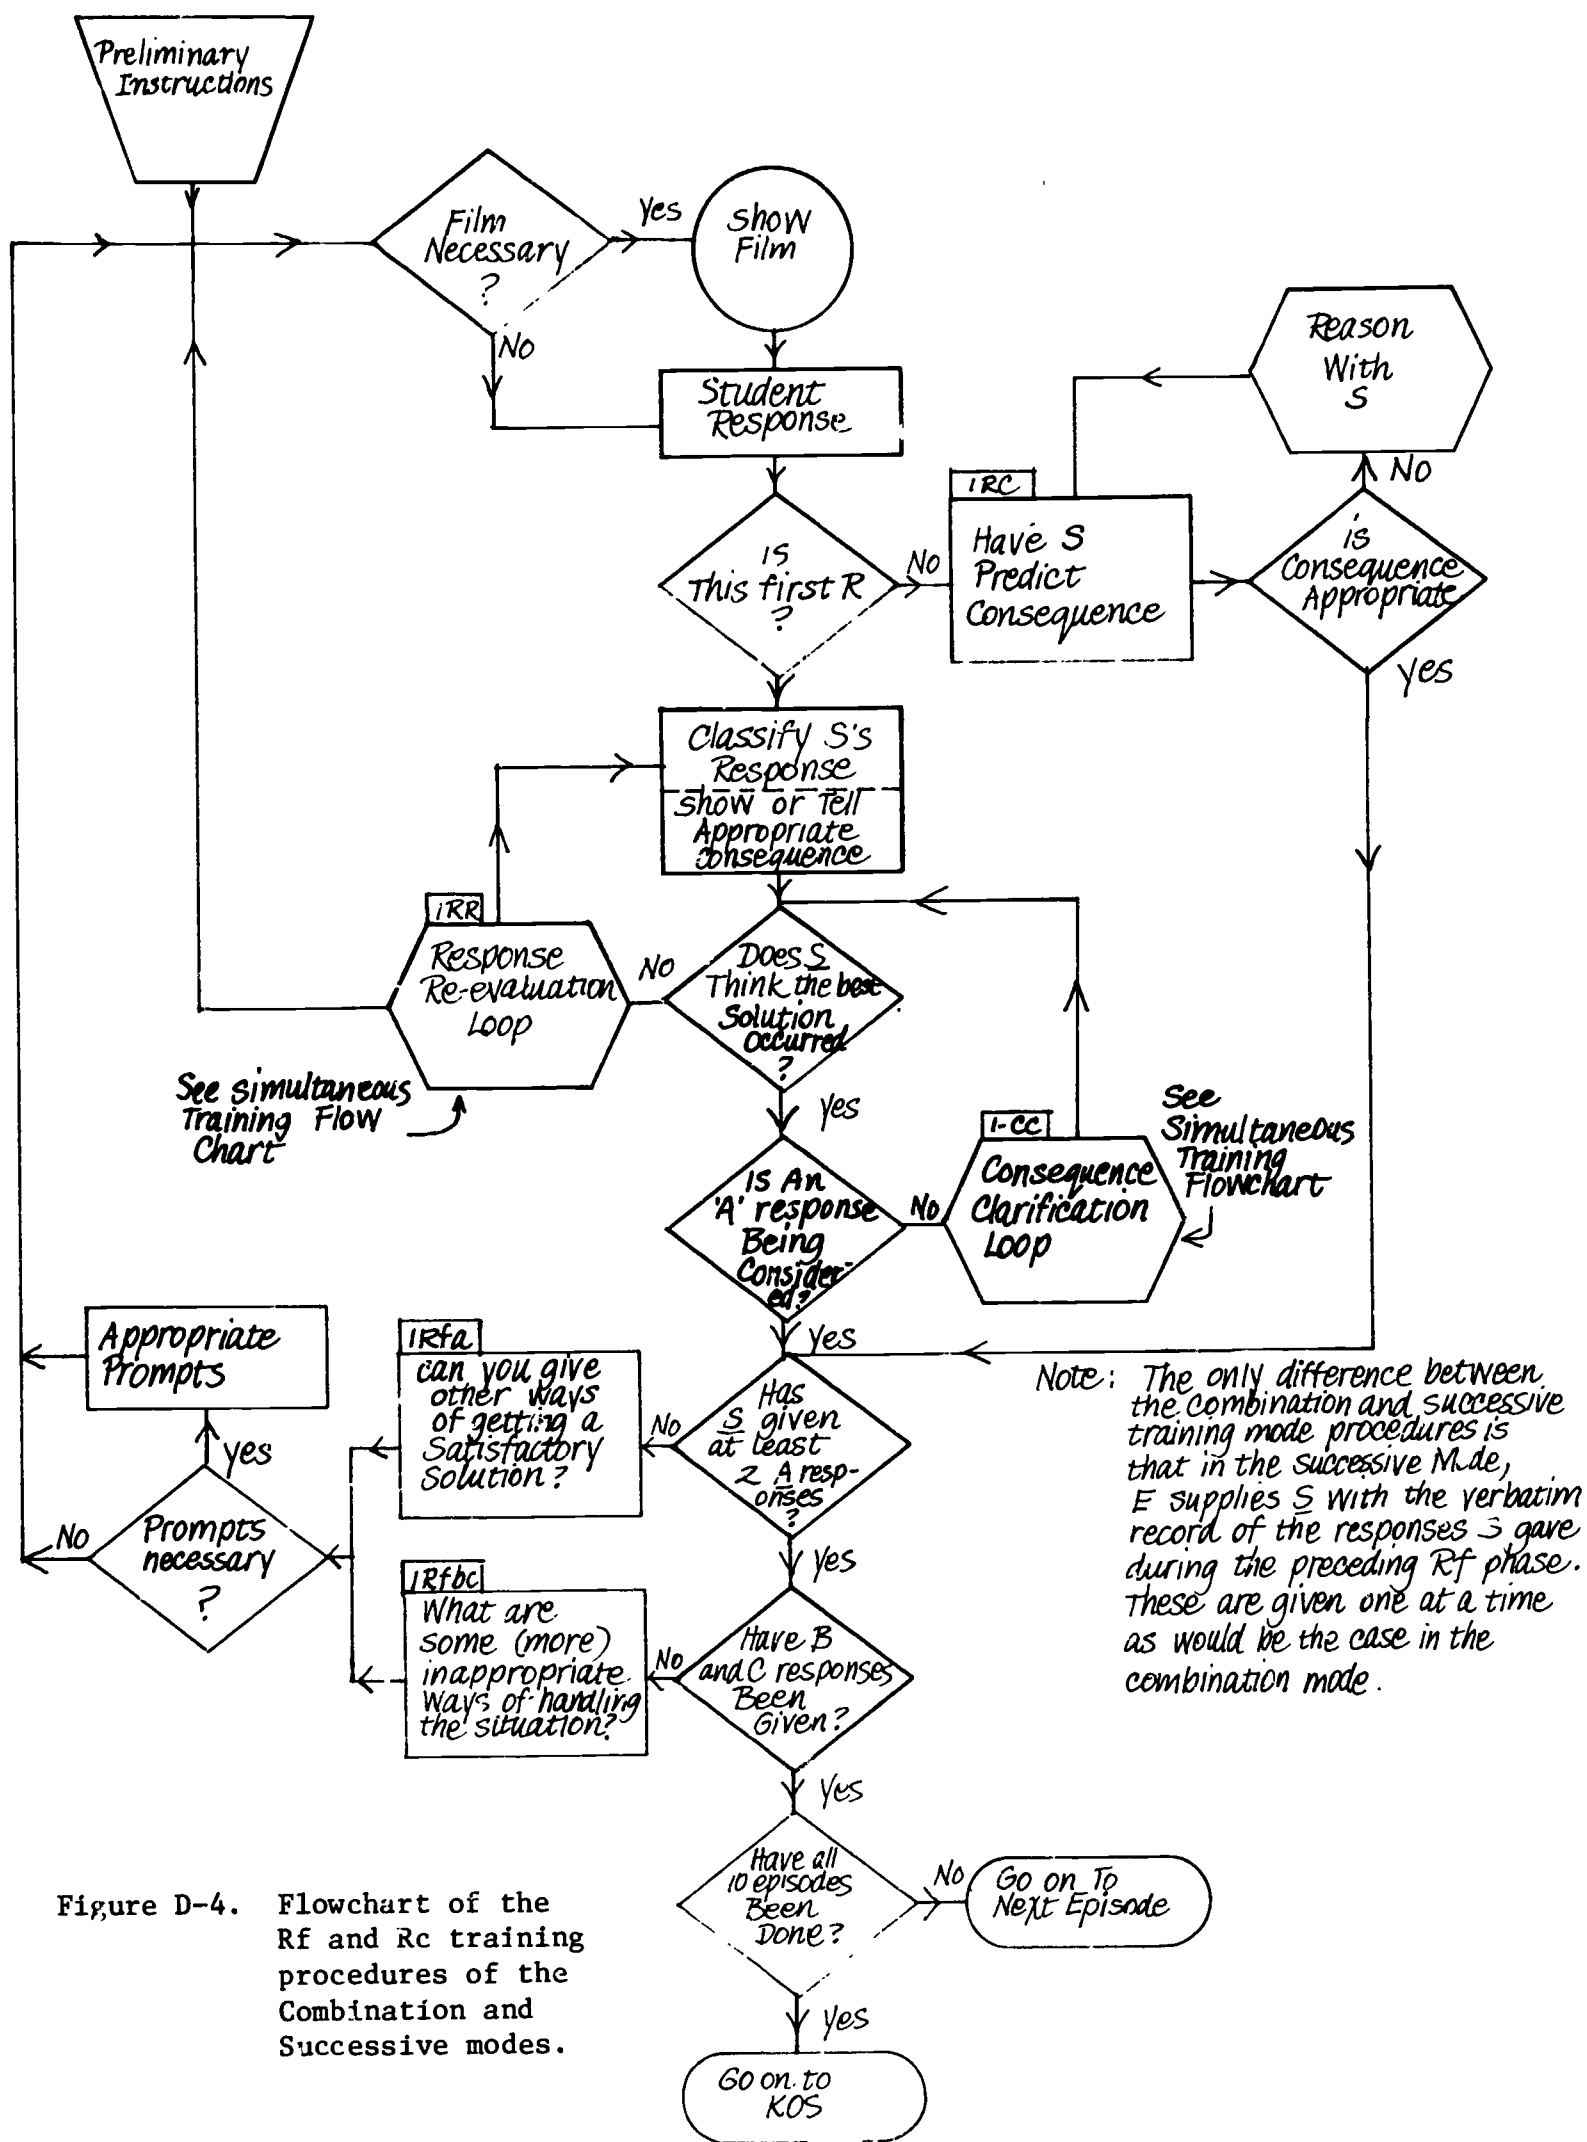 Preliminary
Instructions
Film
Necessary
?
Yes
Show
Film
No
Student
Response
Reason
With
S
No
IRC
Have S
Predict
Consequence
is
Consequence
Appropriate
yes
is
This first R
?
No
Classify S's
Response
Show or Tell
Appropriate
Consequence
IRR
Response
Re-evaluation
Loop
No
Does S
Think the best
Solution
Occurred
?
See Simultaneous
Training Flow
Chart
yes
1-CC
Consequence
Clarification
Loop
See
Simultaneous
Training
Flowchart
Is An
'A' response
Being
Consider-
ed?
No
yes
Appropriate
Prompts
yes
Prompts
necessary
?
No
IRfa
Can you give
other ways
of getting a
Satisfactory
Solution?
No
Has
S given
at least
2 A resp-
onses
?
yes
IRfbc
What are
some (more)
inappropriate
ways of handling
the situation?
No
Have B
and C responses
Been
Given?
yes
Note: The only difference between
the combination and successive
training mode procedures is
that in the successive M.de,
E supplies S with the verbatim
record of the responses S gave
during the preceding Rf phase.
These are given one at a time
as would be the case in the
combination mode.
Have all
10 episodes
Been
Done?
No
Go on To
Next Episode
yes
Go on to
KOS
Figure D-4. Flowchart of the
Rf and Rc training
procedures of the
Combination and
Successive modes.